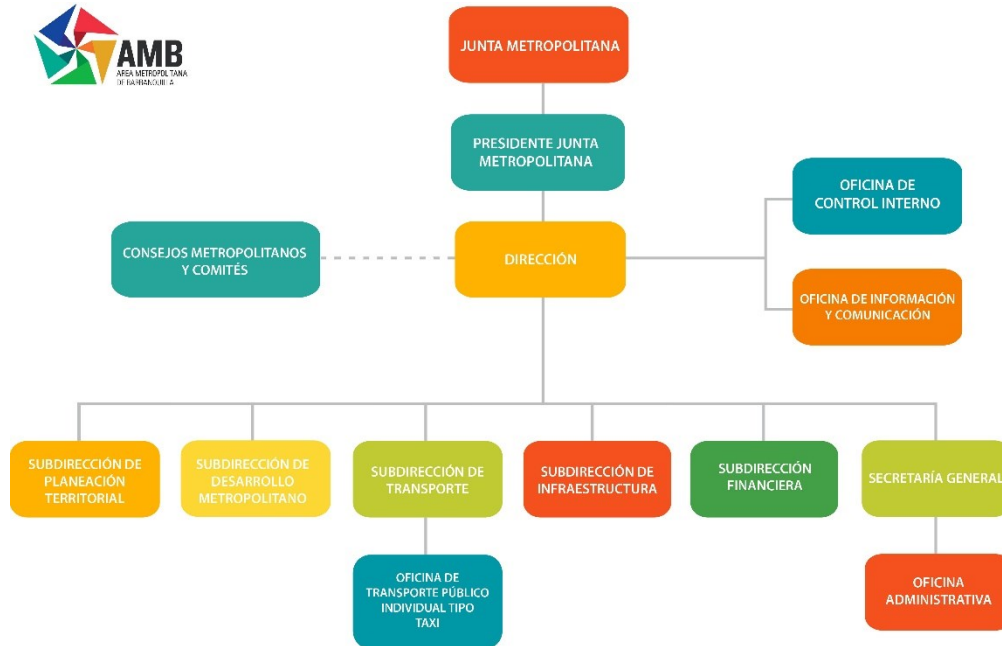 AMB
AREA METROPOLITANA
DE BARRANQUILLA
JUNTA METROPOLITANA
PRESIDENTE JUNTA
METROPOLITANA
OFICINA DE
CONTROL INTERNO
CONSEJOS METROPOLITANOS
Y COMITÉS
DIRECCIÓN
OFICINA DE INFORMACIÓN
Y COMUNICACIÓN
SUBDIRECCIÓN DE
PLANEACIÓN
TERRITORIAL
SUBDIRECCIÓN DE
DESARROLLO
METROPOLITANO
SUBDIRECCIÓN DE
TRANSPORTE
SUBDIRECCIÓN DE
INFRAESTRUCTURA
SUBDIRECCIÓN
FINANCIERA
SECRETARÍA GENERAL
OFICINA DE
TRANSPORTE PÚBLICO
INDIVIDUAL TIPO
TAXI
OFICINA
ADMINISTRATIVA